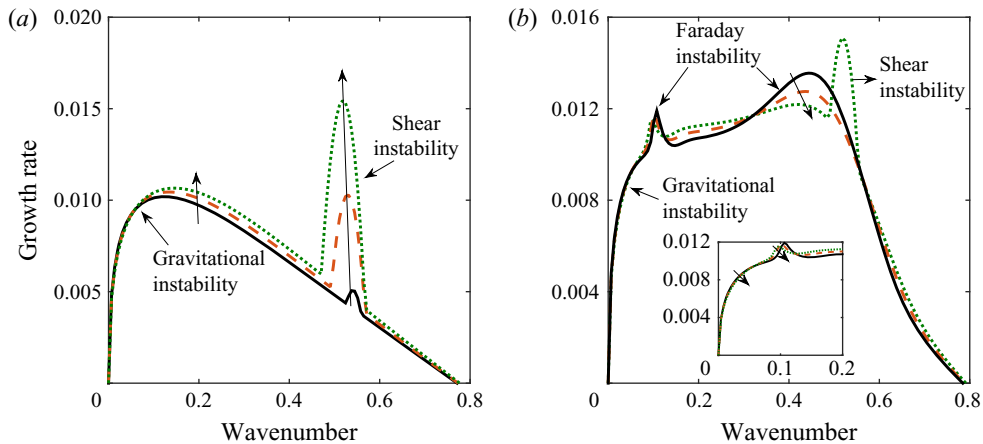 (a)
0.020
0.015
0.010
0.005
0
0.2
0.4
0.6
0.8
Growth rate
Wavenumber
Shear
instability
Gravitational
instability
(b)
0.016
0.012
0.008
0.004
0
0.2
0.4
0.6
0.8
Wavenumber
Faraday
instability
Shear
instability
Gravitational
instability
0.012
0.008
0.004
0
0.1
0.2